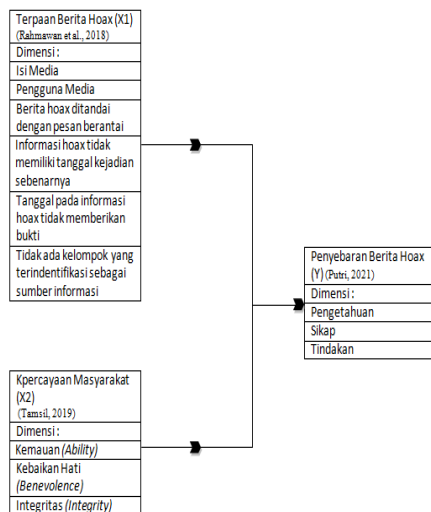 Terpaan Berita Hoax (X1)
(Rahmawan et al., 2018)
Dimensi :
Isi Media
Pengguna Media
Berita hoax ditandai
dengan pesan berantai
Informasi hoax tidak
memiliki tanggal kejadian
sebenarnya
Tanggal pada informasi
hoax tidak memberikan
bukti
Tidak ada kelompok yang
terindentifikasi sebagai
sumber informasi
Penyebaran Berita Hoax
(Y) (Putri, 2021)
Dimensi :
Pengetahuan
Sikap
Tindakan
Kpercayaan Masyarakat
(X2)
(Tamsil, 2019)
Dimensi :
Kemauan (Ability)
Kebaikan Hati
(Benevolence)
Integritas (Integrity)